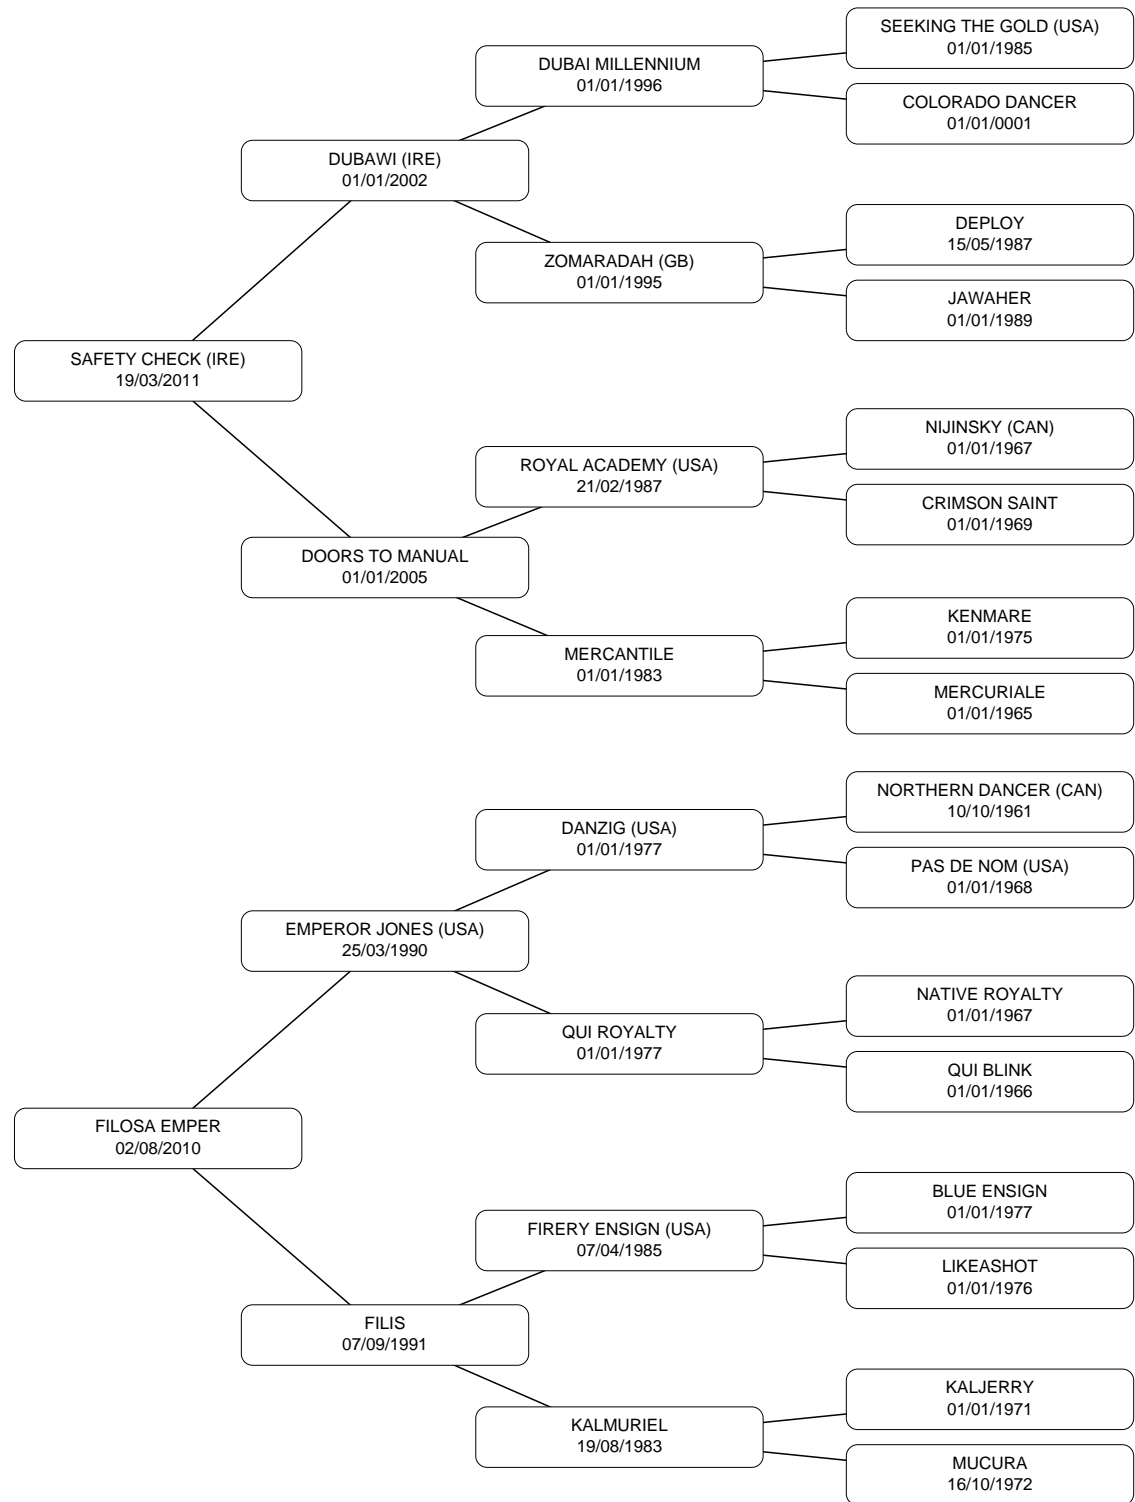 SEEKING THE GOLD (USA)
01/01/1985
DUBAI MILLENNIUM
01/01/1996
COLORADO DANCER
01/01/0001
DUBAWI (IRE)
01/01/2002
DEPLOY
15/05/1987
ZOMARADAH (GB)
01/01/1995
JAWAHER
01/01/1989
SAFETY CHECK (IRE)
19/03/2011
NIJINSKY (CAN)
01/01/1967
ROYAL ACADEMY (USA)
21/02/1987
CRIMSON SAINT
01/01/1969
DOORS TO MANUAL
01/01/2005
KENMARE
01/01/1975
MERCANTILE
01/01/1983
MERCURIALE
01/01/1965
NORTHERN DANCER (CAN)
10/10/1961
DANZIG (USA)
01/01/1977
PAS DE NOM (USA)
01/01/1968
EMPEROR JONES (USA)
25/03/1990
NATIVE ROYALTY
01/01/1967
QUI ROYALTY
01/01/1977
QUI BLINK
01/01/1966
FILOSA EMPER
02/08/2010
BLUE ENSIGN
01/01/1977
FIRERY ENSIGN (USA)
07/04/1985
LIKEASHOT
01/01/1976
FILIS
07/09/1991
KALJERRY
01/01/1971
KALMURIEL
19/08/1983
MUCURA
16/10/1972